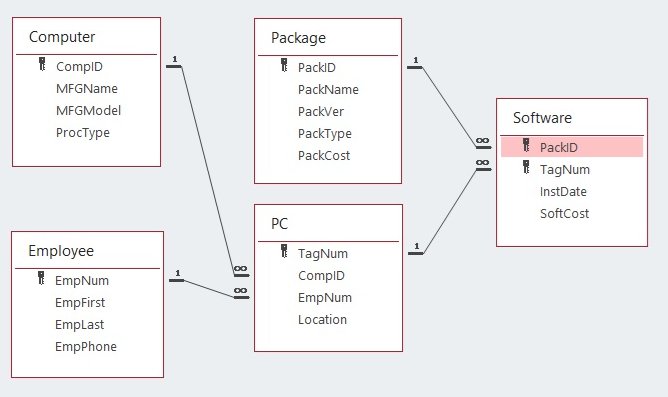 Computer
CompID
MFGName
MFGModel
ProcType
1
Package
PackID
PackName
PackVer
PackType
PackCost
1
Software
PackID
TagNum
InstDate
SoftCost
∞
∞
Employee
EmpNum
EmpFirst
EmpLast
EmpPhone
1
PC
TagNum
CompID
EmpNum
Location
1
∞
∞